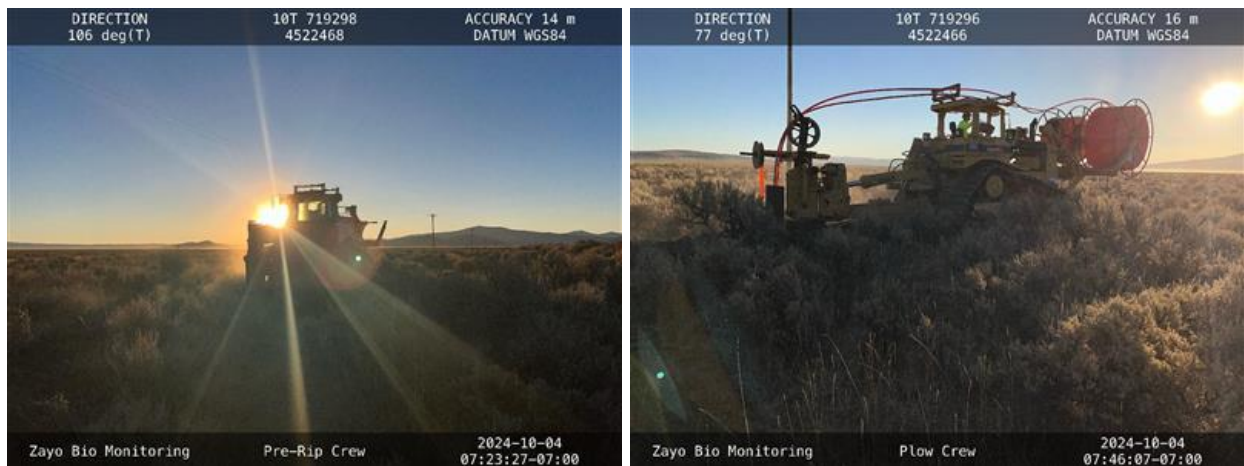 DIRECTION
106 deg(T)
10T 719298
4522468
ACCURACY 14 m
DATUM WGS84
Zayo Bio Monitoring
Pre-Rip Crew
2024-10-04
07:23:27-07:00
DIRECTION
77 deg(T)
10T 719296
4522466
ACCURACY 16 m
DATUM WGS84
Zayo Bio Monitoring
Plow Crew
2024-10-04
07:46:07-07:00